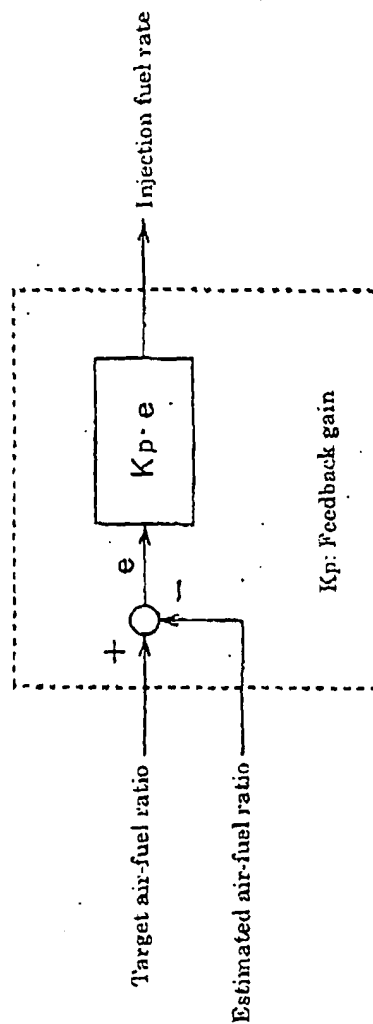 Target air-fuel ratio
Estimated air-fuel ratio
+
−
e
Kp·e
Injection fuel rate
Kp: Feedback gain